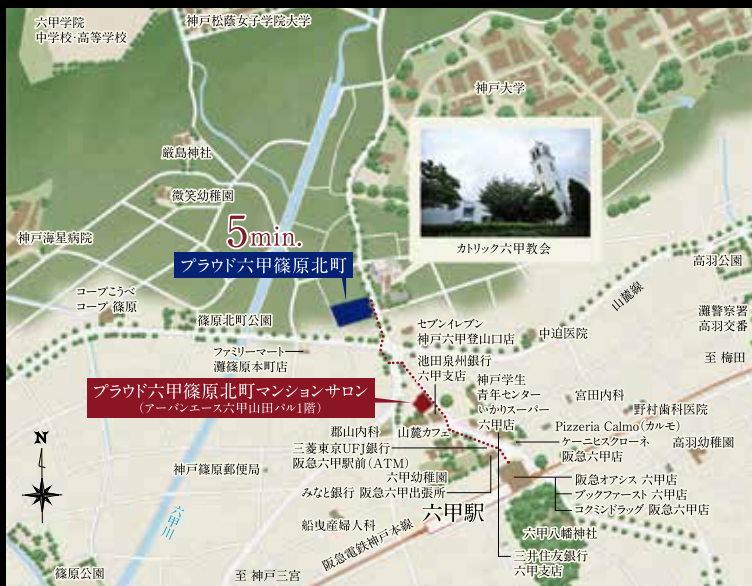 六甲学院
中学校・高等学校
神戸松蔭女子学院大学
神戸大学
厳島神社
微笑幼稚園
神戸海星病院
5min.
プラウド六甲篠原北町
カトリック六甲教会
高羽公園
山麓線
コープこうべ
コープ 篠原
篠原北町公園
セブンイレブン
神戸六甲登山口店
中迫医院
灘警察署
高羽交番
ファミリーマート
灘篠原本町店
池田泉州銀行
六甲支店
至 梅田
プラウド六甲篠原北町マンションサロン
(アーバンエース六甲山田パル1階)
神戸学生
青年センター
いかりスーパー
六甲店
宮田内科
野村歯科医院
N
郡山内科
山麓カフェ
Pizzeria Calmo(カルモ)
ケーニヒスクローネ
阪急六甲店
高羽幼稚園
三菱東京UFJ銀行
阪急六甲駅前(ATM)
神戸篠原郵便局
六甲幼稚園
みなと銀行 阪急六甲出張所
阪急オアシス 六甲店
ブックファースト 六甲店
コクミンドラッグ 阪急六甲店
六甲駅
六甲川
船曳産婦人科
阪急電鉄神戸本線
六甲八幡神社
三井住友銀行
六甲支店
篠原公園
至 神戸三宮